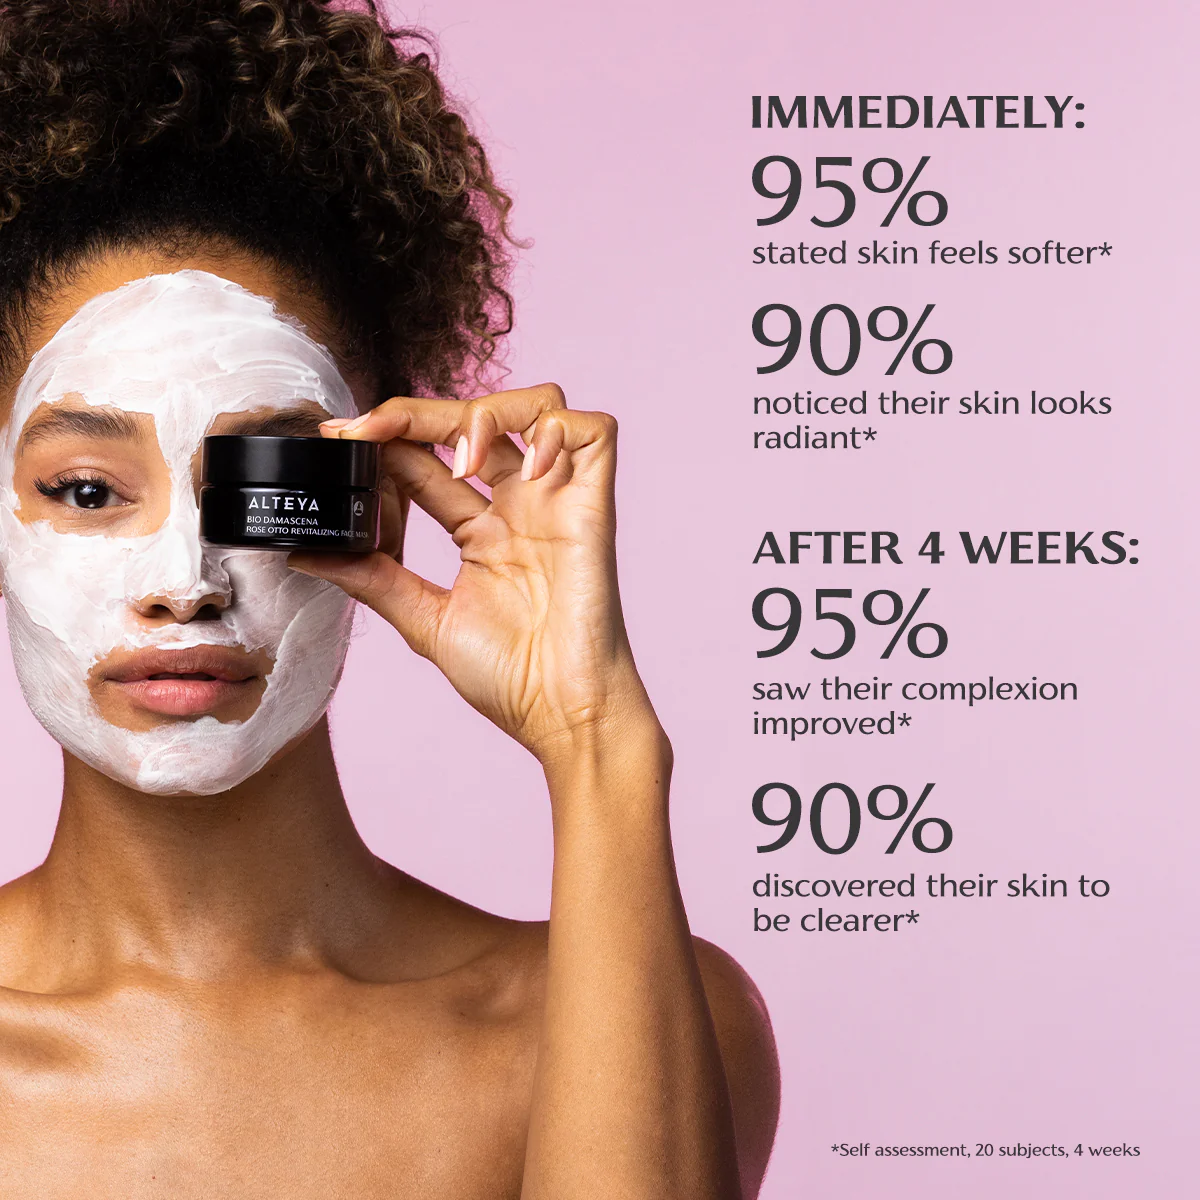 IMMEDIATELY:
95%
stated skin feels softer*
90%
noticed their skin looks
radiant*
AFTER 4 WEEKS:
95%
saw their complexion
improved*
90%
discovered their skin to
be clearer*
ALTEYA
BIO DAMASCENA
ROSE OTTO REVITALIZING FACE MASK
*Self assessment, 20 subjects, 4 weeks